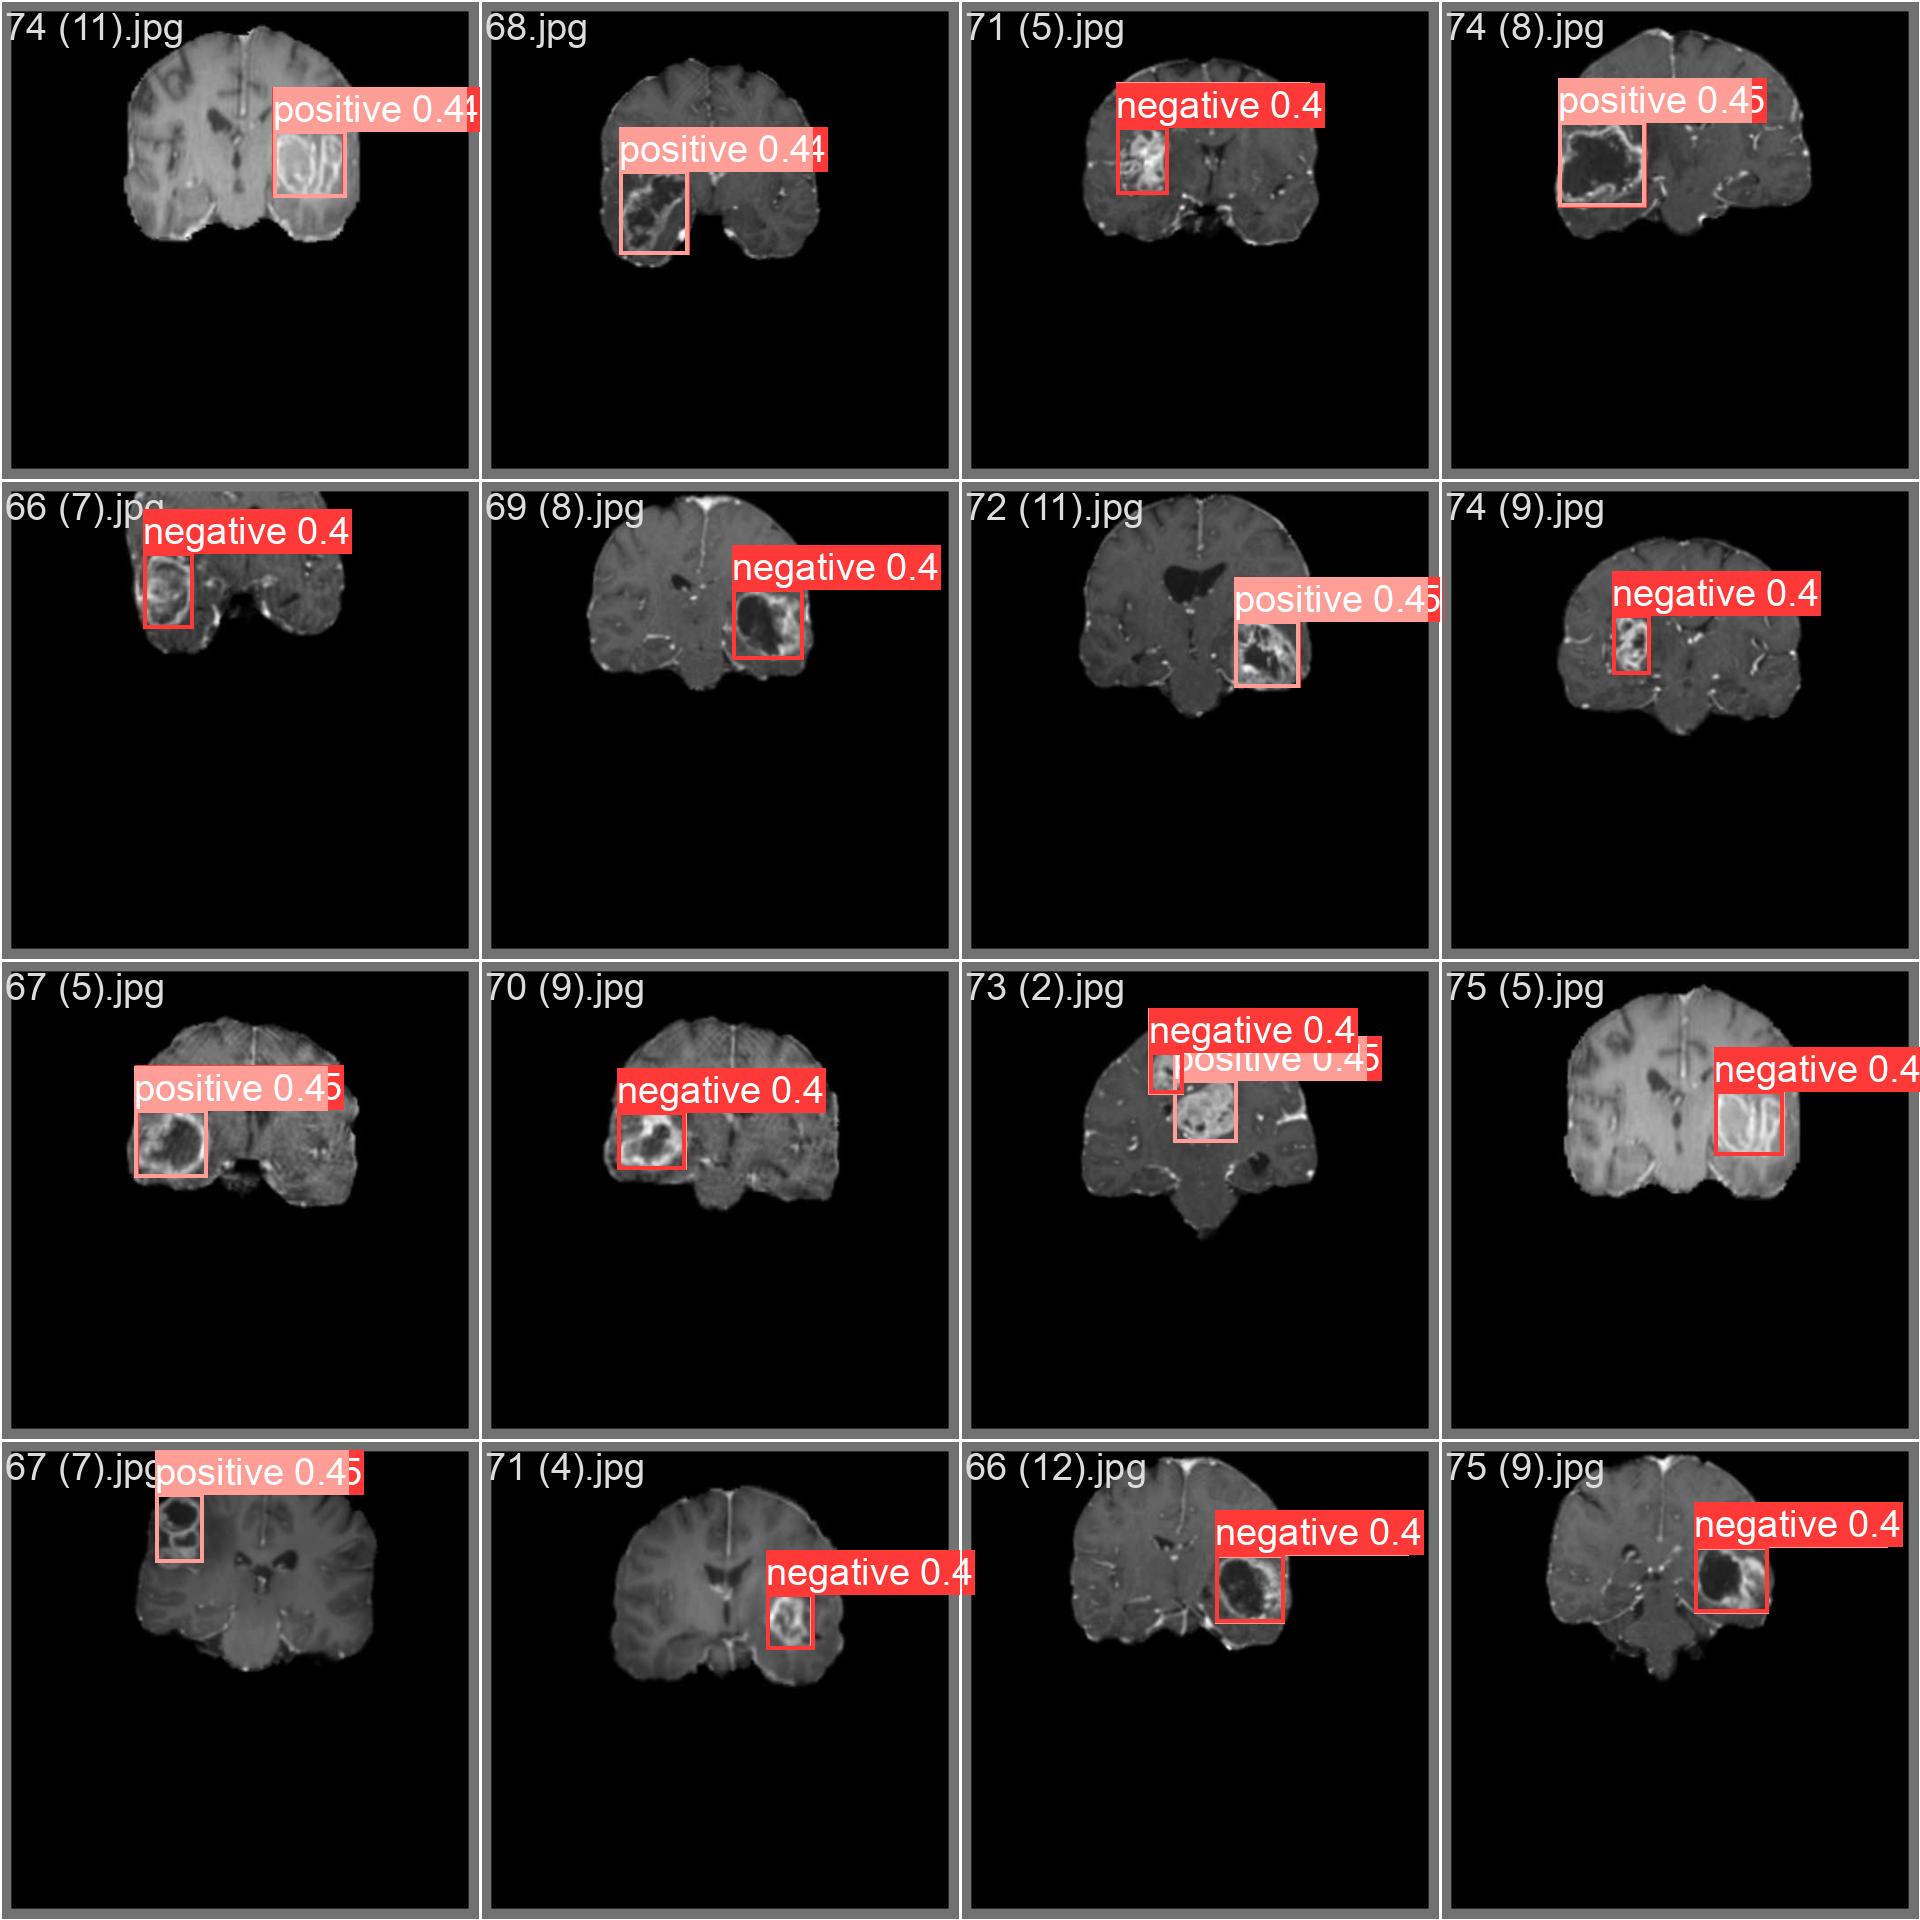 74 (11).jpg
positive 0.44
68.jpg
positive 0.44
71 (5).jpg
negative 0.4
74 (8).jpg
positive 0.45
66 (7).jpg
negative 0.4
69 (8).jpg
negative 0.4
72 (11).jpg
positive 0.45
74 (9).jpg
negative 0.4
67 (5).jpg
positive 0.45
70 (9).jpg
negative 0.4
73 (2).jpg
negative 0.4
positive 0.45
75 (5).jpg
negative 0.4
67 (7).jpg
positive 0.45
71 (4).jpg
negative 0.4
66 (12).jpg
negative 0.4
75 (9).jpg
negative 0.4